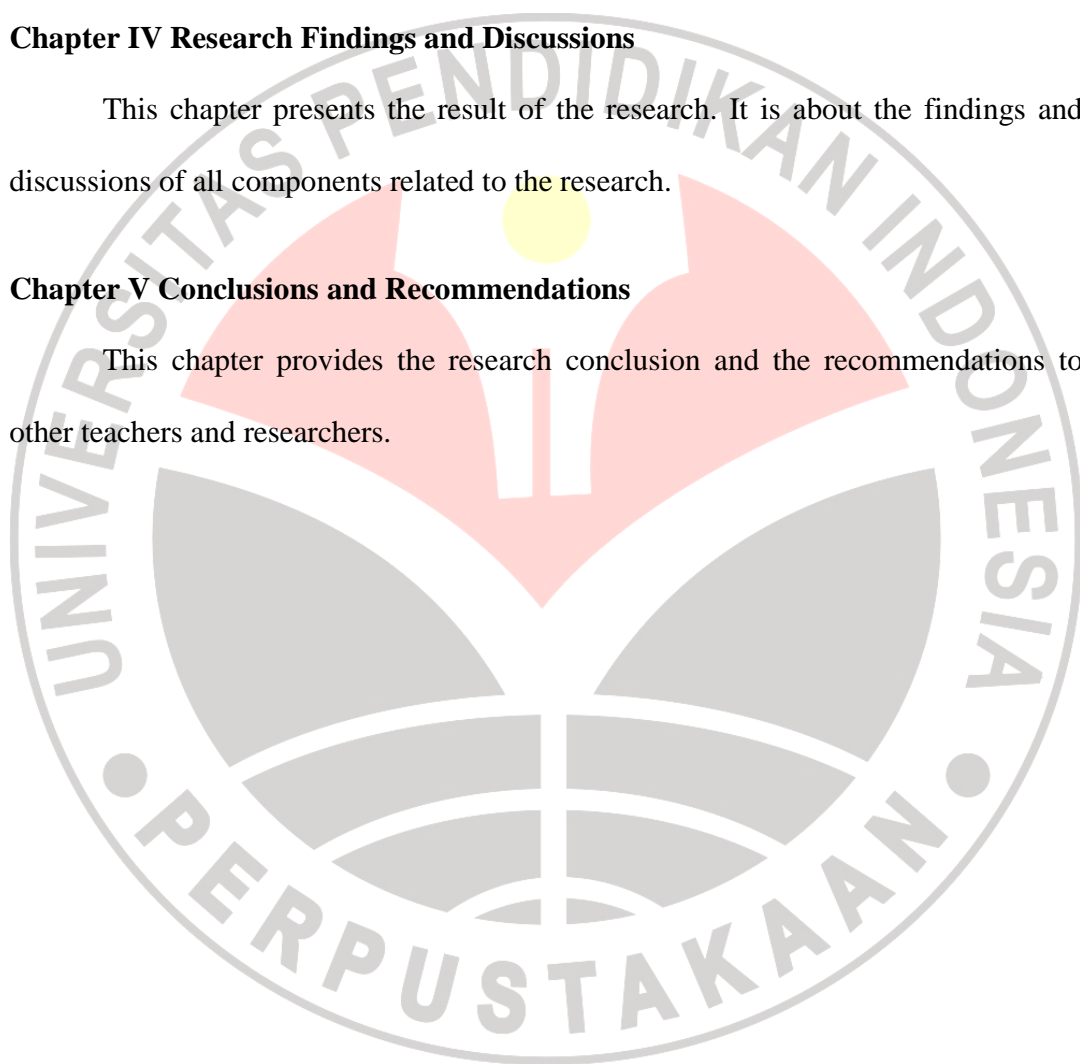 Chapter IV Research Findings and Discussions
This chapter presents the result of the research. It is about the findings and
discussions of all components related to the research.
Chapter V Conclusions and Recommendations
This chapter provides the research conclusion and the recommendations to
other teachers and researchers.
UNIVERSITAS PENDIDIKAN INDONESIA
PERPUSTAKAAN